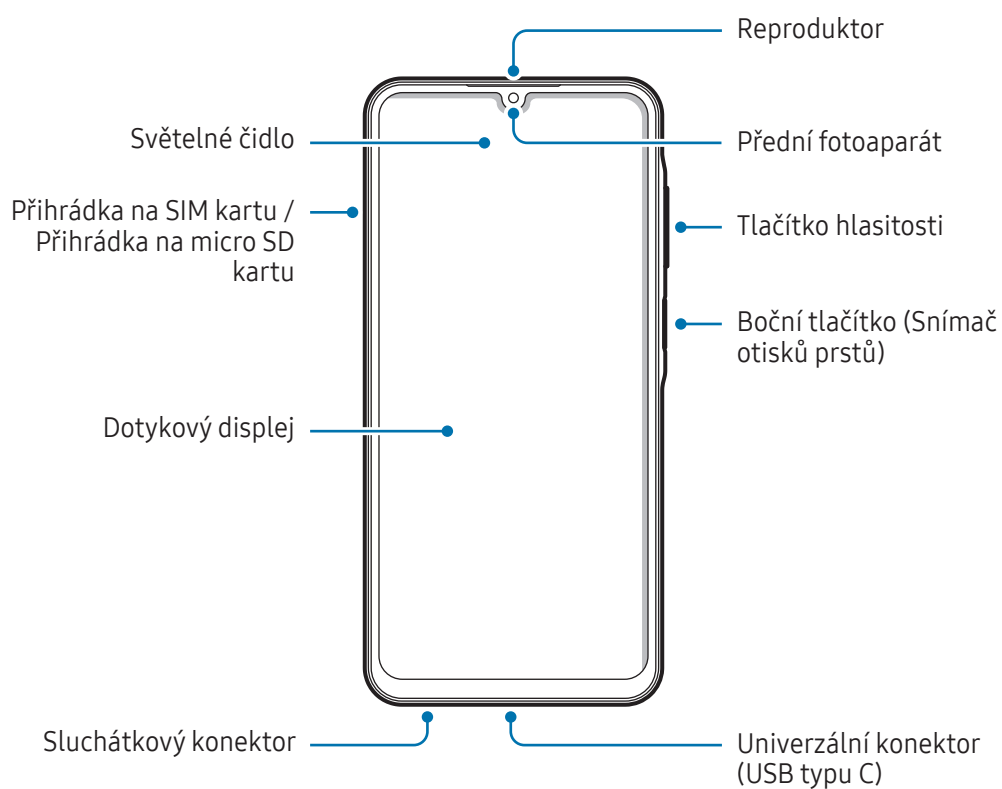 Reproduktor
Světelné čidlo
Přední fotoaparát
Přihrádka na SIM kartu /
Přihrádka na micro SD
kartu
Tlačítko hlasitosti
Boční tlačítko (Snímač
otisků prstů)
Dotykový displej
Sluchátkový konektor
Univerzální konektor
(USB typu C)